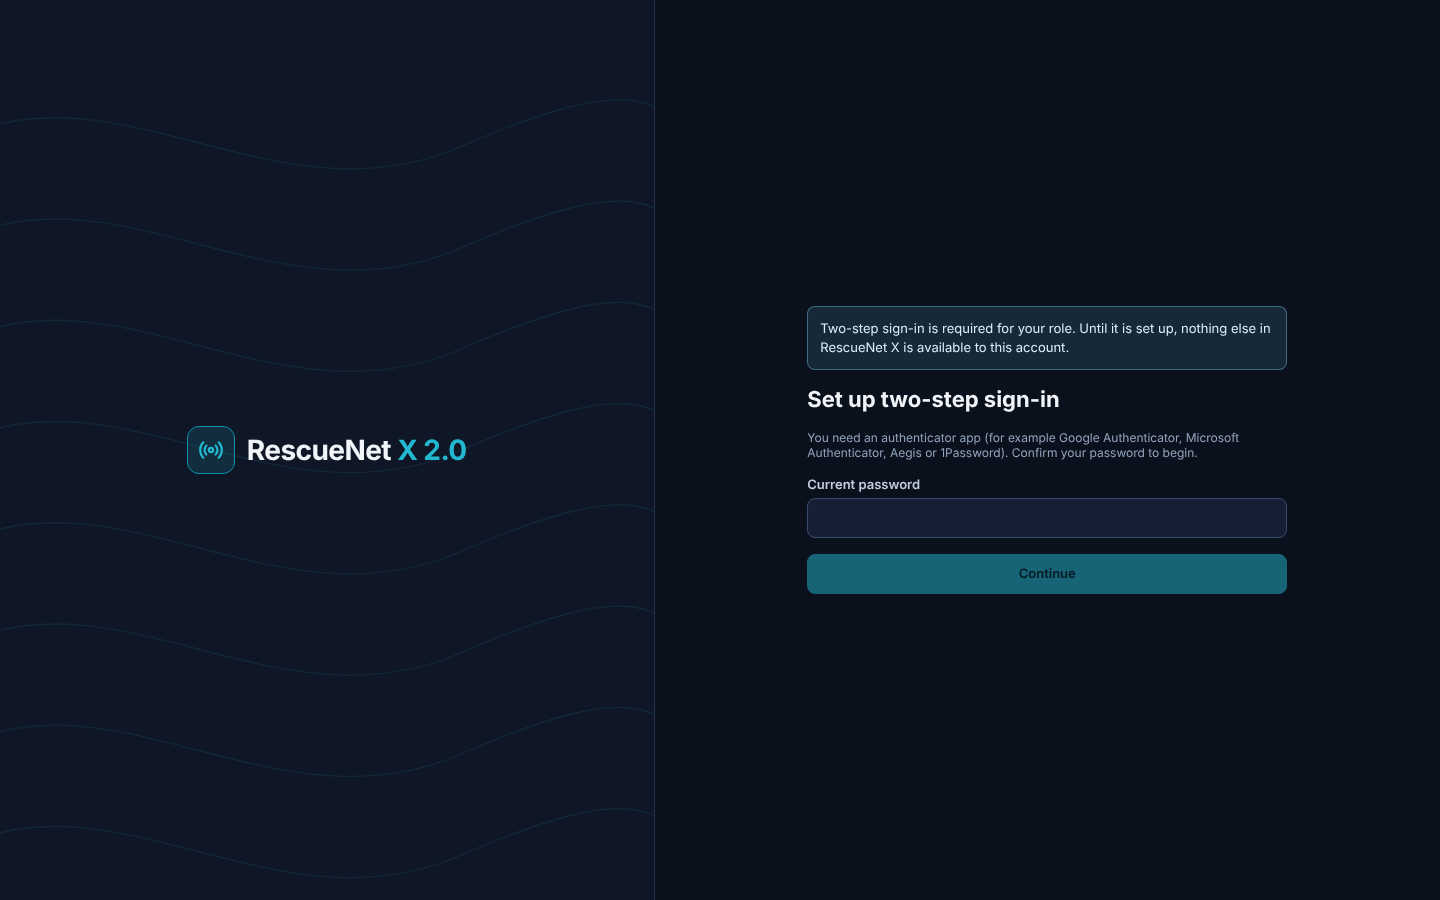 Two-step sign-in is required for your role. Until it is set up, nothing else in
RescueNet X is available to this account.
Set up two-step sign-in
RescueNet X 2.0
You need an authenticator app (for example Google Authenticator, Microsoft
Authenticator, Aegis or 1Password). Confirm your password to begin.
Current password
Continue